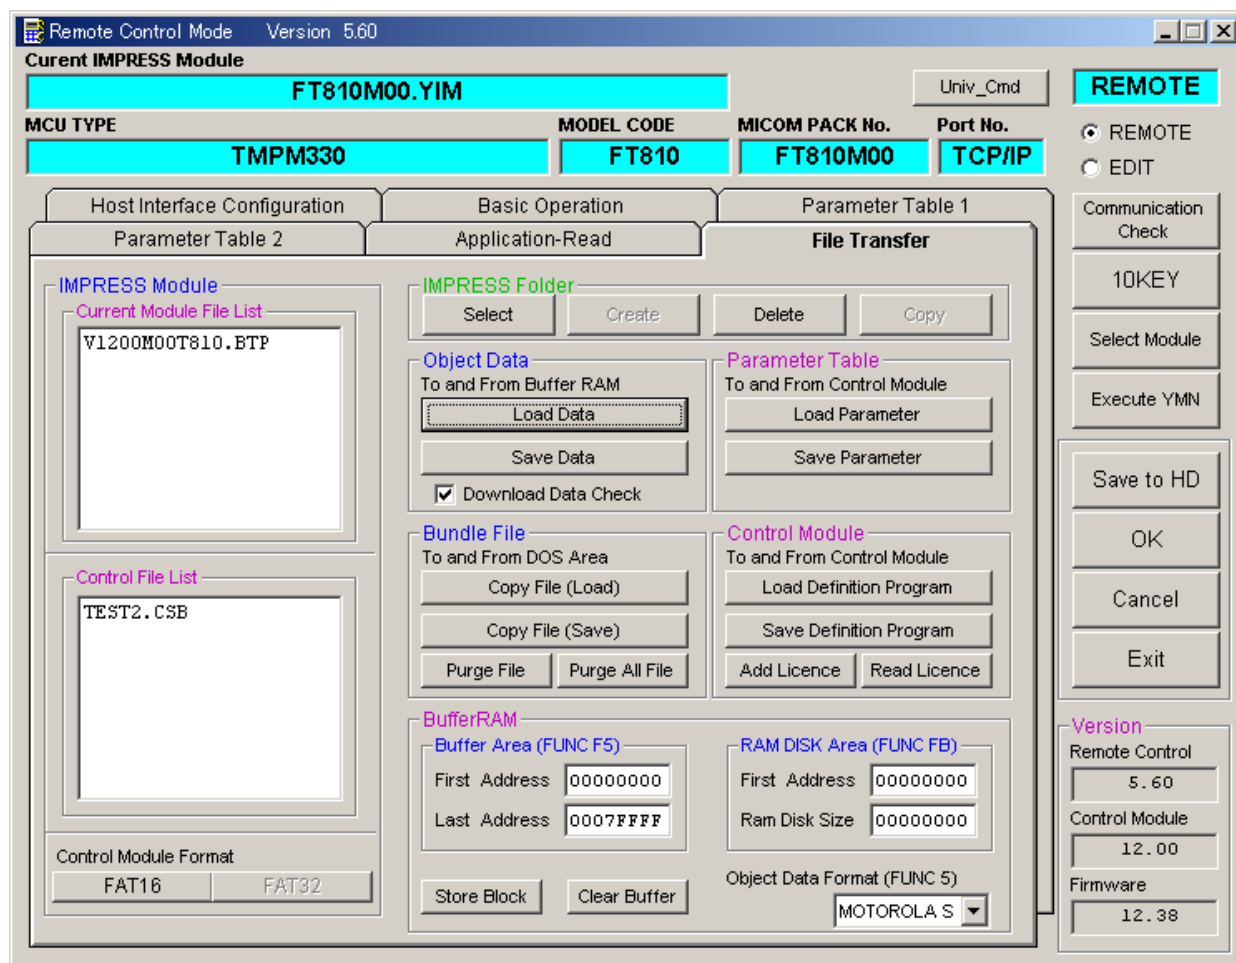 Remote Control Mode Version 5.60
Curent IMPRESS Module
FT810M00.YIM
Univ_Cmd
REMOTE
MCU TYPE
MODEL CODE
MICOM PACK No.
Port No.
TMPM330
FT810
FT810M00
TCP/IP
REMOTE
EDIT
Host Interface Configuration
Basic Operation
Parameter Table 1
Parameter Table 2
Application-Read
File Transfer
IMPRESS Module
Current Module File List
V1200M00T810.BTP
Control File List
TEST2.CSB
Control Module Format
FAT16
FAT32
IMPRESS Folder
Select
Create
Delete
Copy
Object Data
To and From Buffer RAM
Load Data
Save Data
Download Data Check
Parameter Table
To and From Control Module
Load Parameter
Save Parameter
Bundle File
To and From DOS Area
Copy File (Load)
Copy File (Save)
Purge File
Purge All File
Control Module
To and From Control Module
Load Definition Program
Save Definition Program
Add Licence
Read Licence
BufferRAM
Buffer Area (FUNC F5)
First Address 00000000
Last Address 0007FFFF
RAM DISK Area (FUNC FB)
First Address 00000000
Ram Disk Size 00000000
Store Block
Clear Buffer
Object Data Format (FUNC 5)
MOTOROLA S
Communication
Check
10KEY
Select Module
Execute YMN
Save to HD
OK
Cancel
Exit
Version
Remote Control
5.60
Control Module
12.00
Firmware
12.38